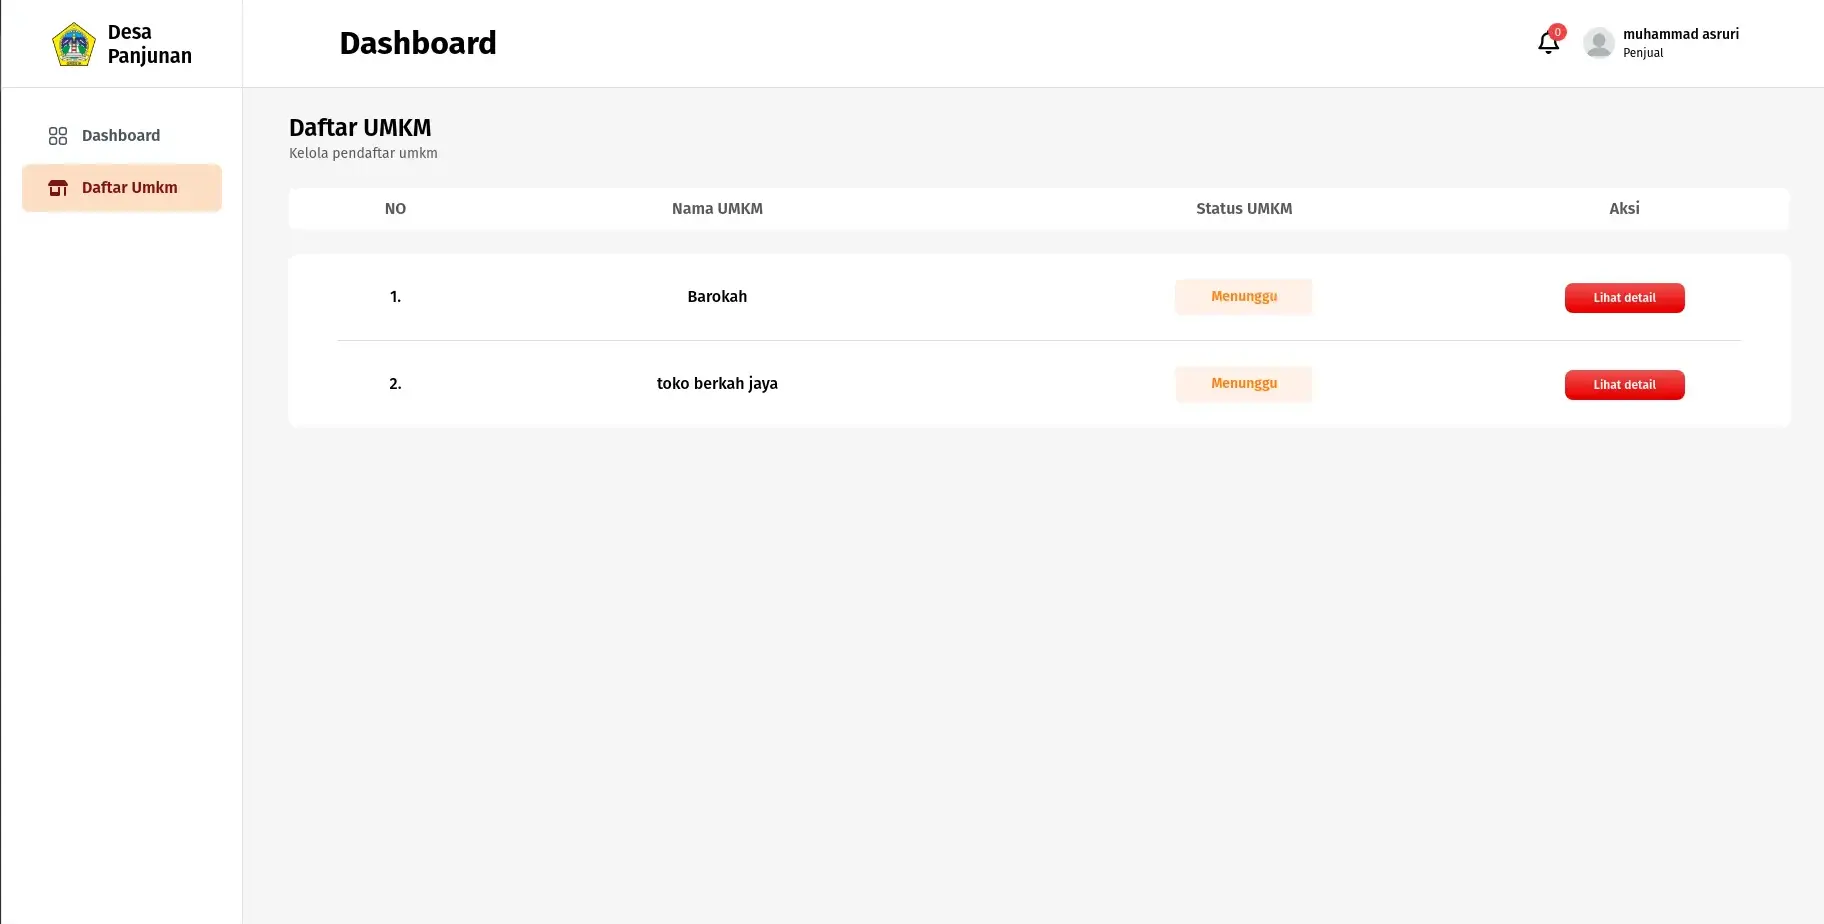 Desa
Panjunan
Dashboard
0
muhammad asruri
Penjual
Dashboard
Daftar Umkm
Daftar UMKM
Kelola pendaftar umkm
NO Nama UMKM Status UMKM Aksi
1. Barokah Menunggu Lihat detail
2. toko berkah jaya Menunggu Lihat detail